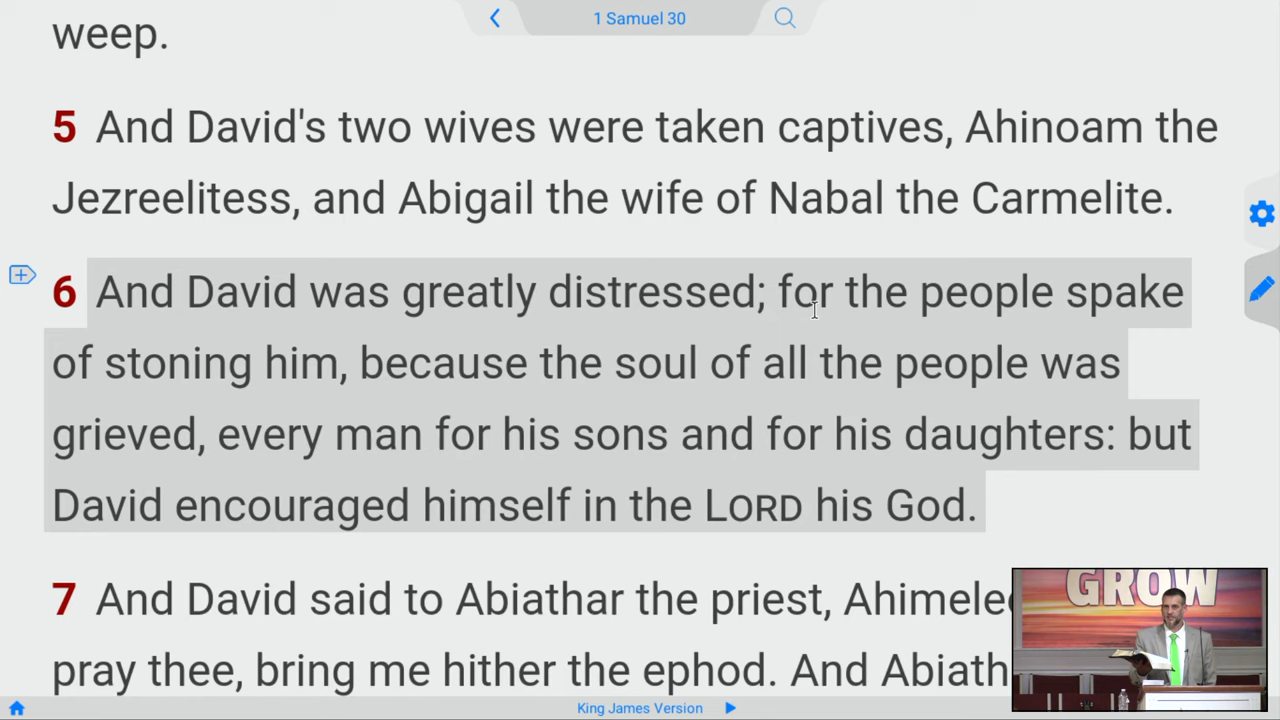 1 Samuel 30
weep.
5 And David's two wives were taken captives, Ahinoam the
Jezreelitess, and Abigail the wife of Nabal the Carmelite.
6 And David was greatly distressed; for the people spake
of stoning him, because the soul of all the people was
grieved, every man for his sons and for his daughters: but
David encouraged himself in the LORD his God.
7 And David said to Abiathar the priest,
pray thee, bring me hither the ephod. And
GROW
King James Version